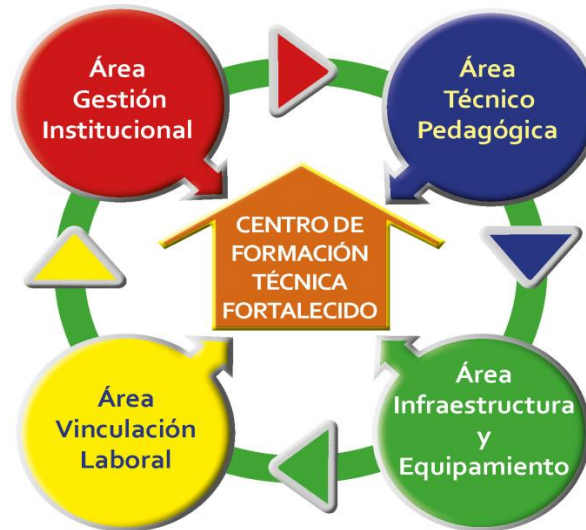 Área
Gestión
Institucional
Área
Técnico
Pedagógica
CENTRO DE
FORMACIÓN
TÉCNICA
FORTALECIDO
Área
Vinculación
Laboral
Área
Infraestructura
y
Equipamiento